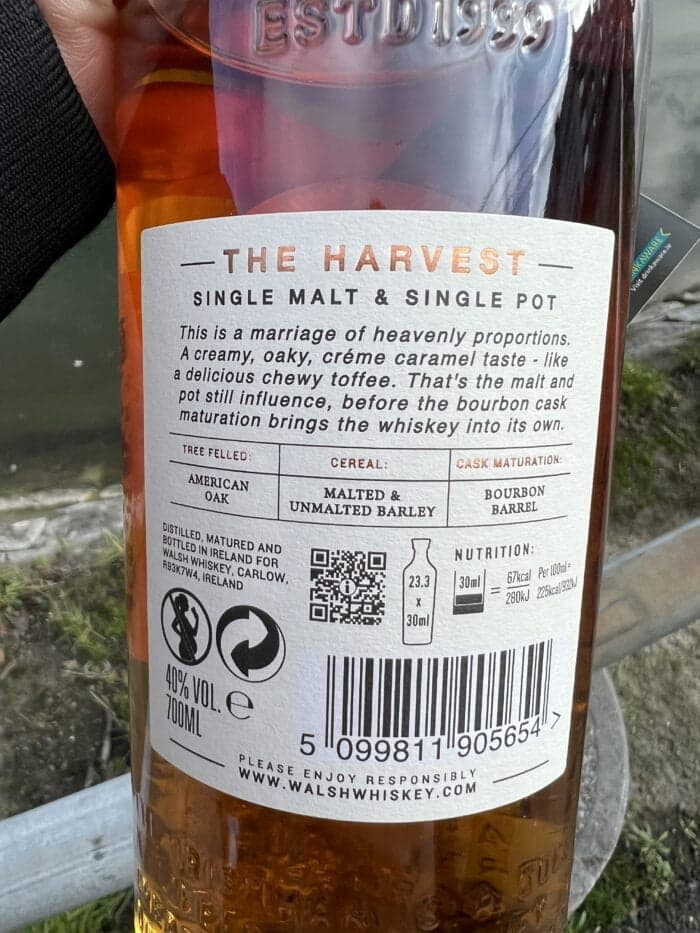 ESTD 1999
THE HARVEST
SINGLE MALT & SINGLE POT
This is a marriage of heavenly proportions.
A creamy, oaky, créme caramel taste - like
a delicious chewy toffee. That's the malt and
pot still influence, before the bourbon cask
maturation brings the whiskey into its own.
TREE FELLED:
AMERICAN
OAK
CEREAL:
MALTED &
UNMALTED BARLEY
CASK MATURATION:
BOURBON
BARREL
DISTILLED, MATURED AND
BOTTLED IN IRELAND FOR
WALSH WHISKEY, CARLOW,
R93K7W4, IRELAND
23.3
x
30ml
NUTRITION:
30ml
=
67kcal
280kJ
Per 100ml=
225kcal/932kJ
40% VOL. e
700ML
5 099811 905654 >
PLEASE ENJOY RESPONSIBLY
WWW.WALSHWHISKEY.COM
Visit drinkaware.ie